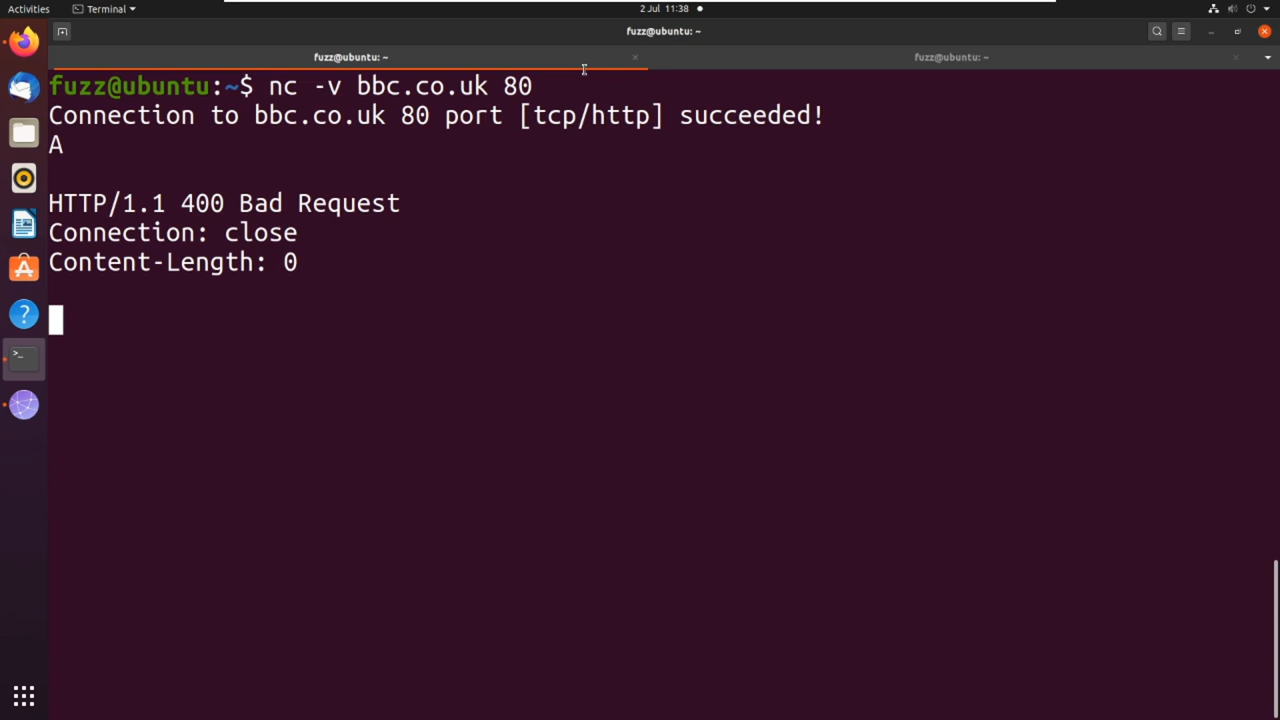 Activities
Terminal
2 Jul 11:38
fuzz@ubuntu: ~
fuzz@ubuntu: ~
fuzz@ubuntu: ~
fuzz@ubuntu:~$ nc -v bbc.co.uk 80
Connection to bbc.co.uk 80 port [tcp/http] succeeded!
A
HTTP/1.1 400 Bad Request
Connection: close
Content-Length: 0